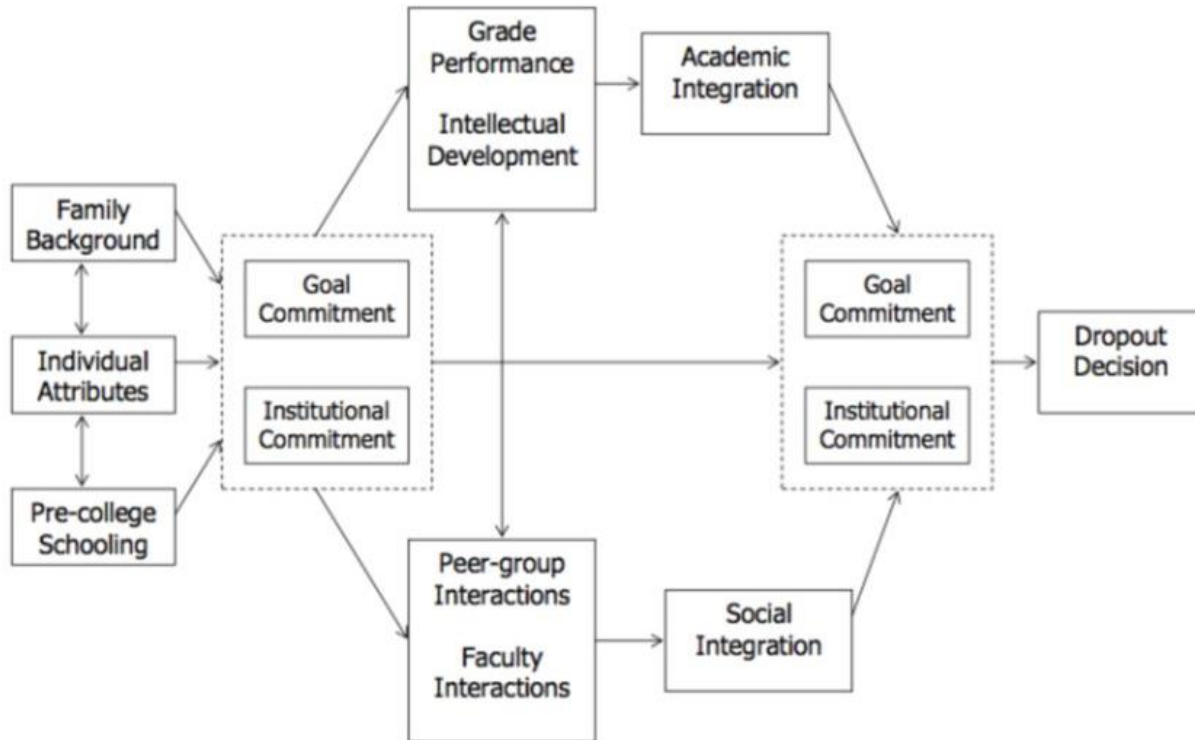 Family
Background
Individual
Attributes
Pre-college
Schooling
Goal
Commitment
Institutional
Commitment
Grade
Performance
Intellectual
Development
Peer-group
Interactions
Faculty
Interactions
Academic
Integration
Social
Integration
Goal
Commitment
Institutional
Commitment
Dropout
Decision